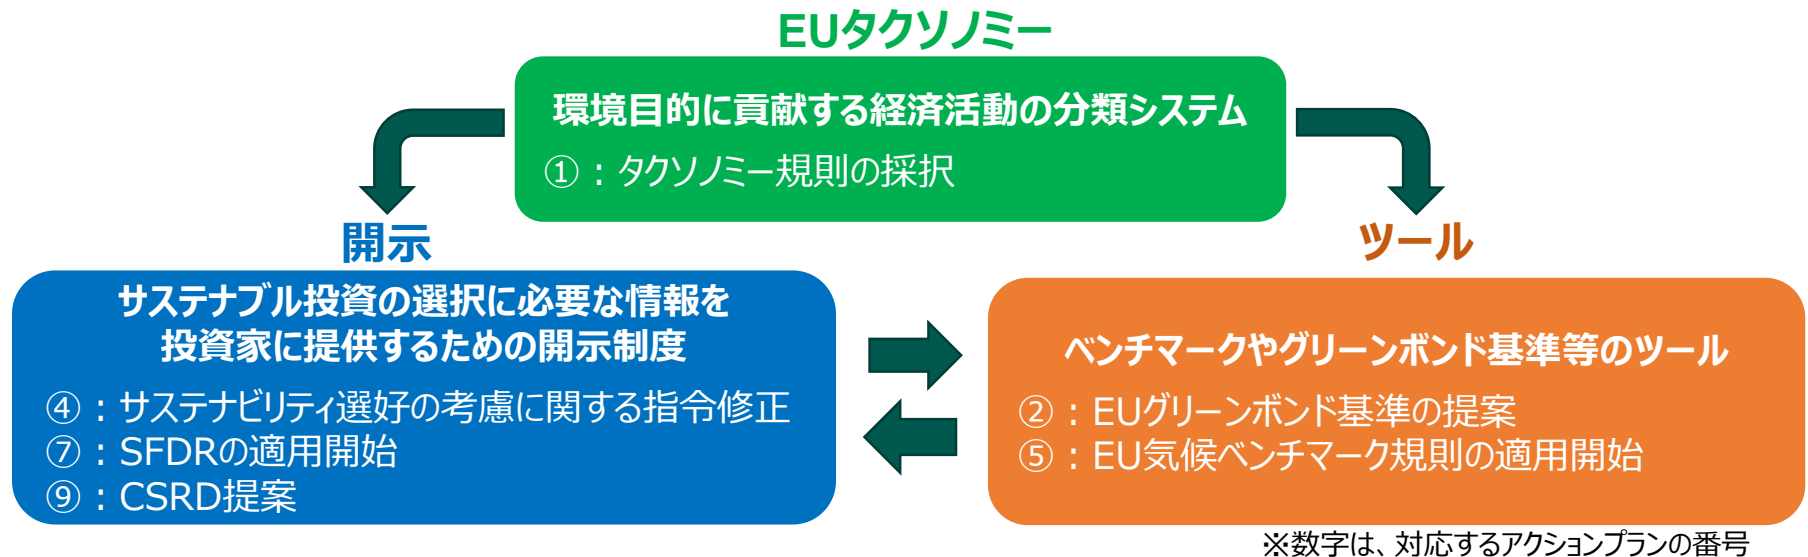 EUタクソノミー
環境目的に貢献する経済活動の分類システム
①：タクソノミー規則の採択
開示
サステナブル投資の選択に必要な情報を
投資家に提供するための開示制度
④：サステナビリティ選好の考慮に関する指令修正
⑦：SFDRの適用開始
⑨：CSRD提案
ツール
ベンチマークやグリーンボンド基準等のツール
②：EUグリーンボンド基準の提案
⑤：EU気候ベンチマーク規則の適用開始
※数字は、対応するアクションプランの番号